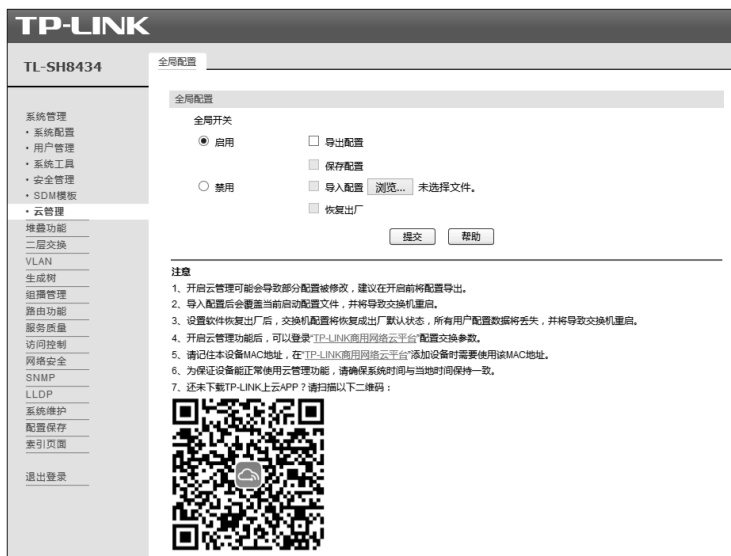 TP-LINK
TL-SH8434
全局配置
系统管理
• 系统配置
• 用户管理
• 系统工具
• 安全管理
• SDM模板
• 云管理
堆叠功能
二层交换
VLAN
生成树
组播管理
路由功能
服务质量
访问控制
网络安全
SNMP
LLDP
系统维护
配置保存
索引页面
退出登录
全局配置
全局开关
启用 导出配置
保存配置
禁用 导入配置 浏览... 未选择文件。
恢复出厂
提交 帮助
注意
1、开启云管理可能会导致部分配置被修改，建议在开启前将配置导出。
2、导入配置后会覆盖当前启动配置文件，并将导致交换机重启。
3、设置软件恢复出厂后，交换机配置将恢复成出厂默认状态，所有用户配置数据将丢失，并将导致交换机重启。
4、开启云管理功能后，可以登录“TP-LINK商用网络云平台”配置交换参数。
5、请记住本设备MAC地址，在“TP-LINK商用网络云平台”添加设备时需要使用该MAC地址。
6、为保证设备能正常使用云管理功能，请确保系统时间与当地时间保持一致。
7、还未下载TP-LINK上云APP？请扫描以下二维码：